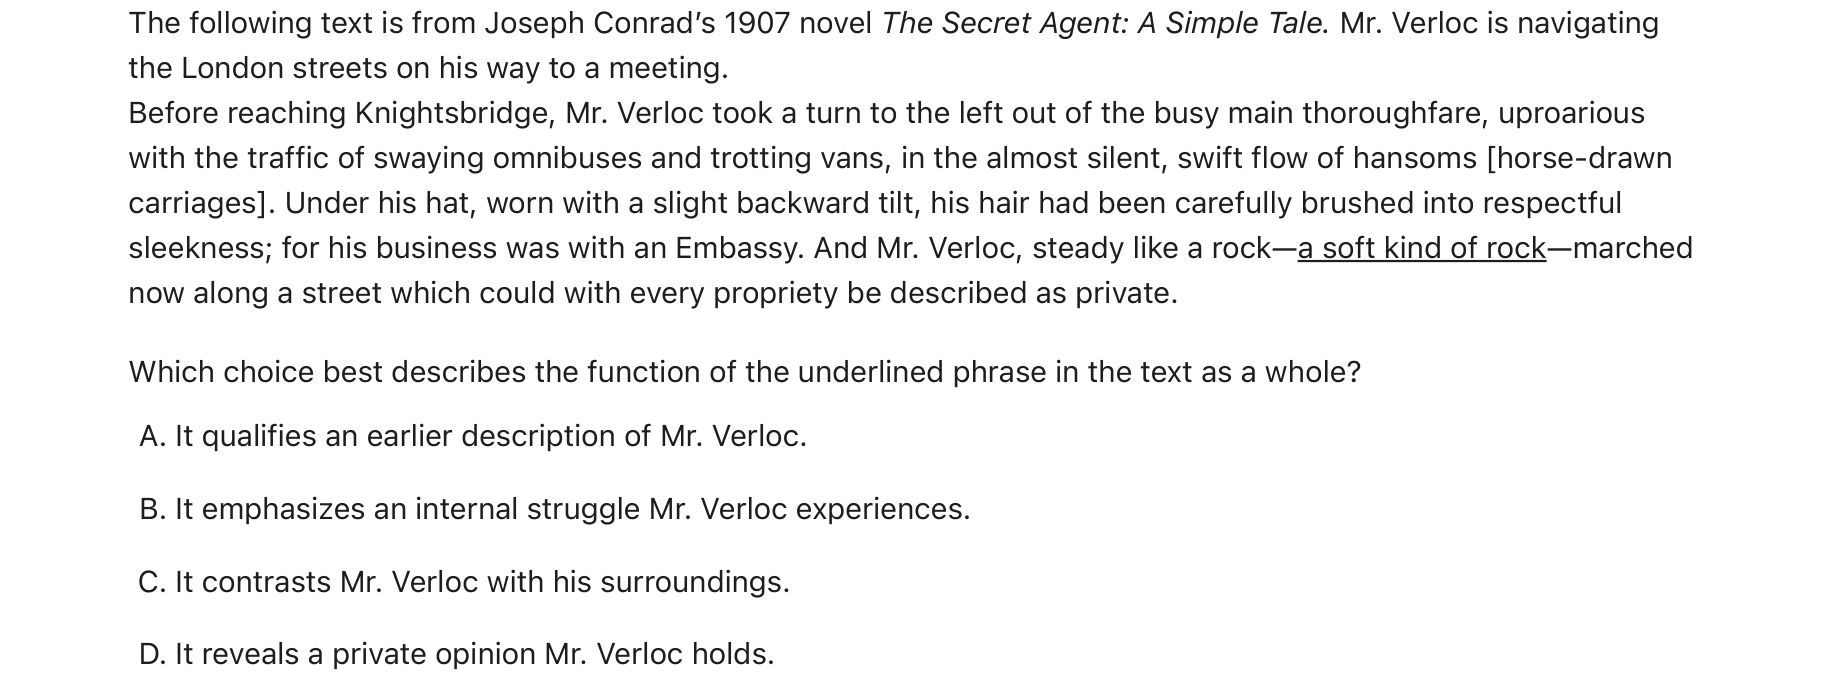 The following text is from Joseph Conrad’s 1907 novel The Secret Agent: A Simple Tale. Mr. Verloc is navigating
the London streets on his way to a meeting.
Before reaching Knightsbridge, Mr. Verloc took a turn to the left out of the busy main thoroughfare, uproarious
with the traffic of swaying omnibuses and trotting vans, in the almost silent, swift flow of hansoms [horse-drawn
carriages]. Under his hat, worn with a slight backward tilt, his hair had been carefully brushed into respectful
sleekness; for his business was with an Embassy. And Mr. Verloc, steady like a rock—a soft kind of rock—marched
now along a street which could with every propriety be described as private.
Which choice best describes the function of the underlined phrase in the text as a whole?
A. It qualifies an earlier description of Mr. Verloc.
B. It emphasizes an internal struggle Mr. Verloc experiences.
C. It contrasts Mr. Verloc with his surroundings.
D. It reveals a private opinion Mr. Verloc holds.